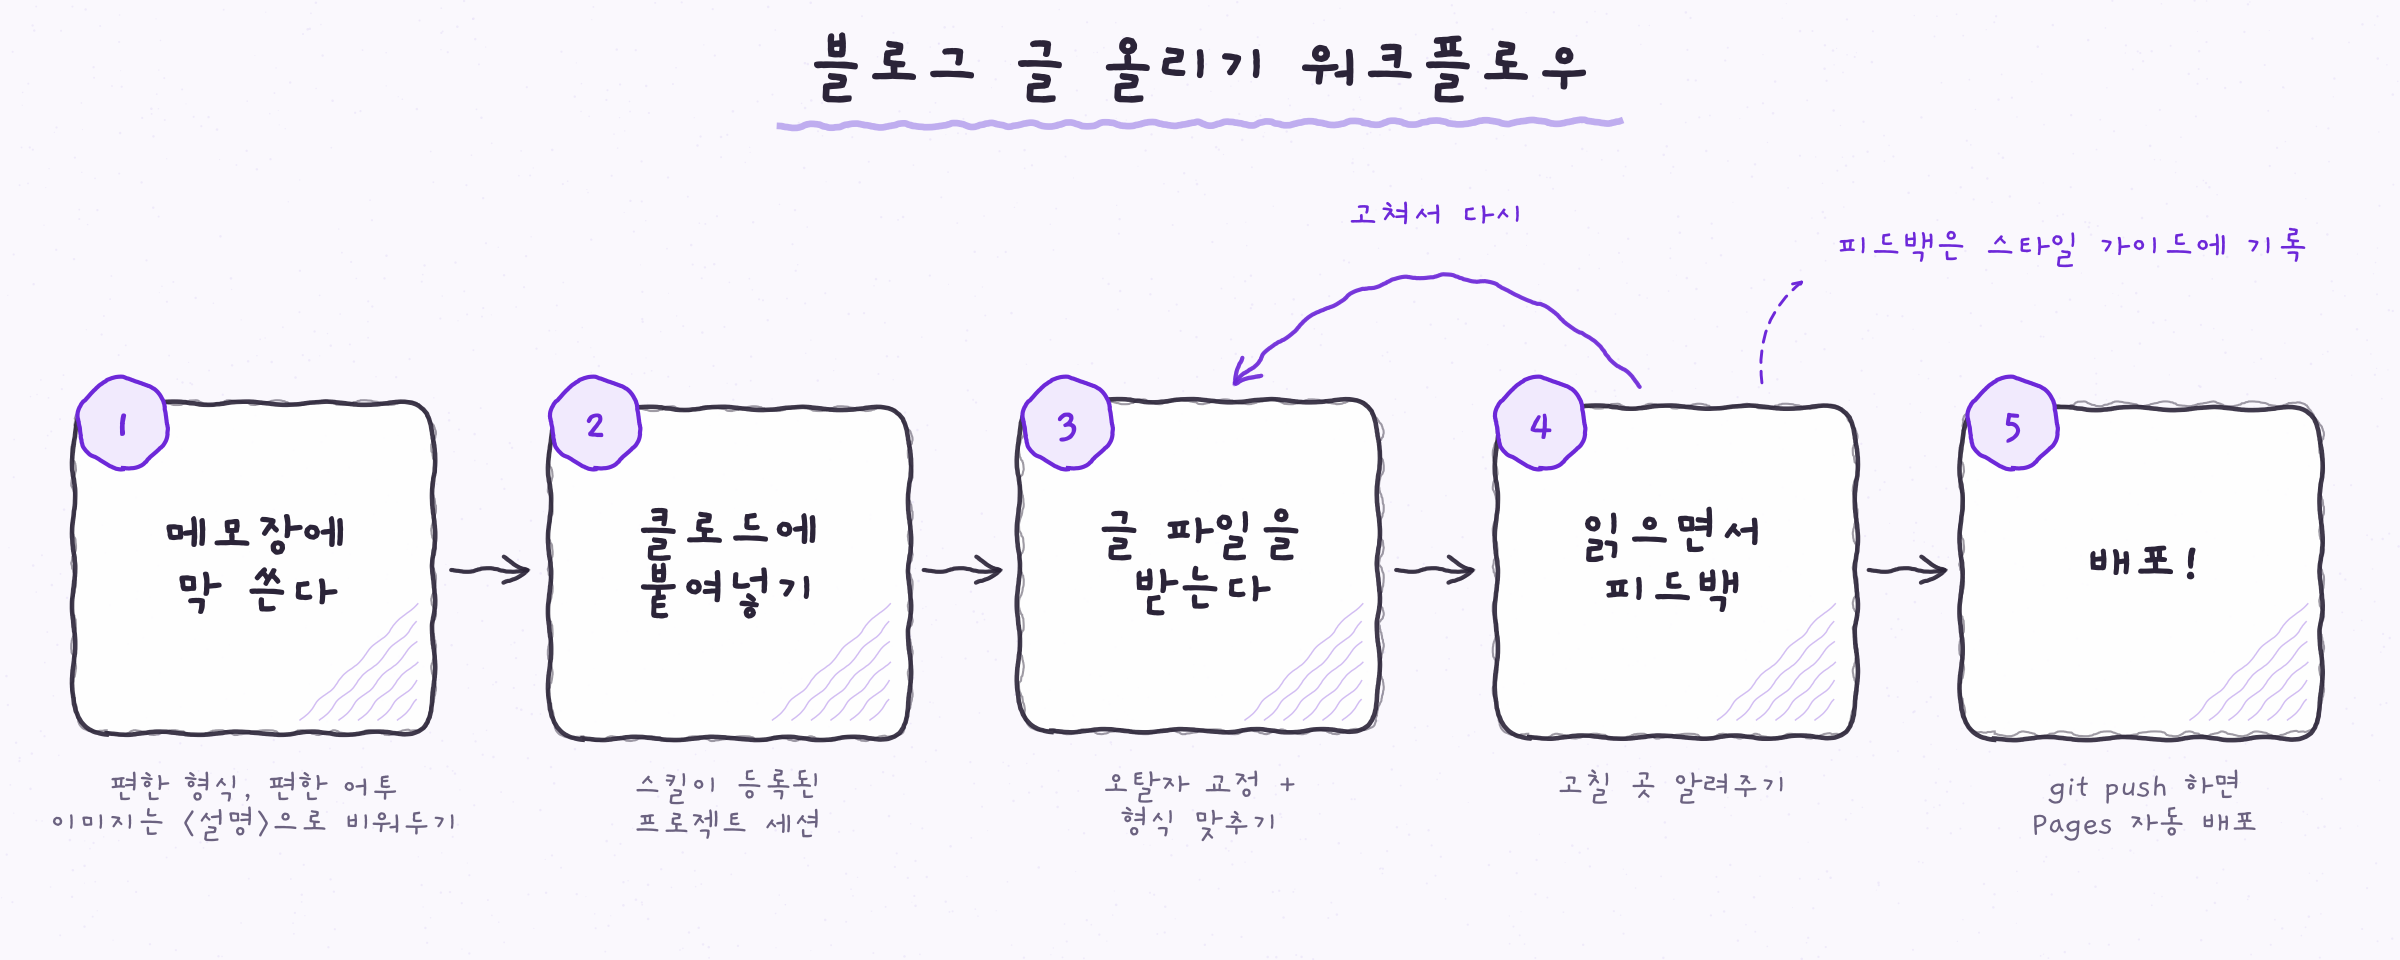 블로그 글 올리기 워크플로우
고쳐서 다시
피드백은 스타일 가이드에 기록
1
메모장에
막 쓴다
편한 형식, 편한 어투
이미지는 <설명>으로 비워두기
2
클로드에
붙여넣기
스킬이 등록된
프로젝트 세션
3
글 파일을
받는다
오탈자 교정 +
형식 맞추기
4
읽으면서
피드백
고칠 곳 알려주기
5
배포!
git push 하면
Pages 자동 배포